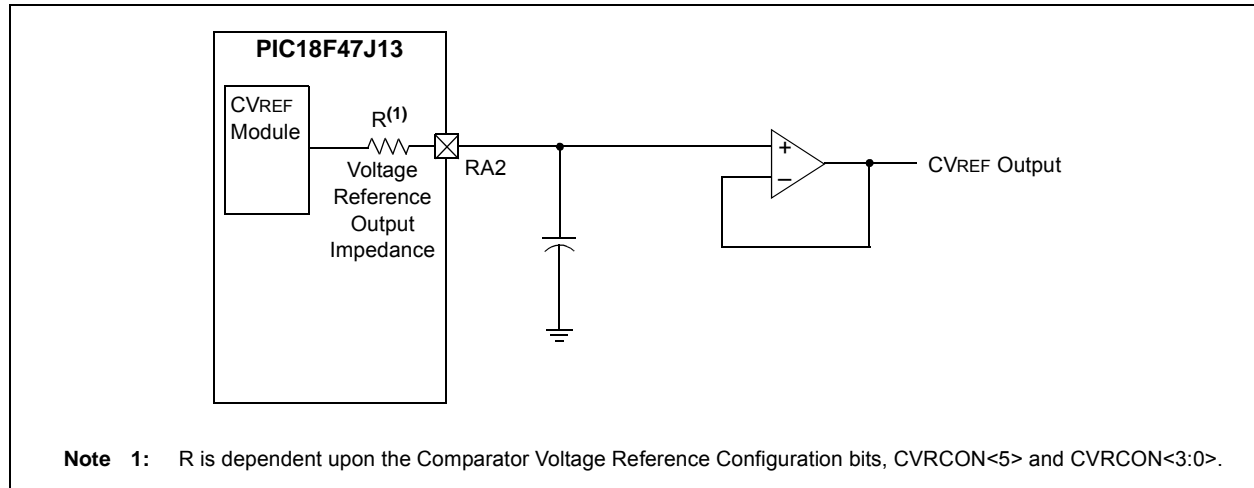 PIC18F47J13
CVREF
Module
R(1)
Voltage
Reference
Output
Impedance
RA2
+
–
CVREF Output
Note 1: R is dependent upon the Comparator Voltage Reference Configuration bits, CVRCON<5> and CVRCON<3:0>.